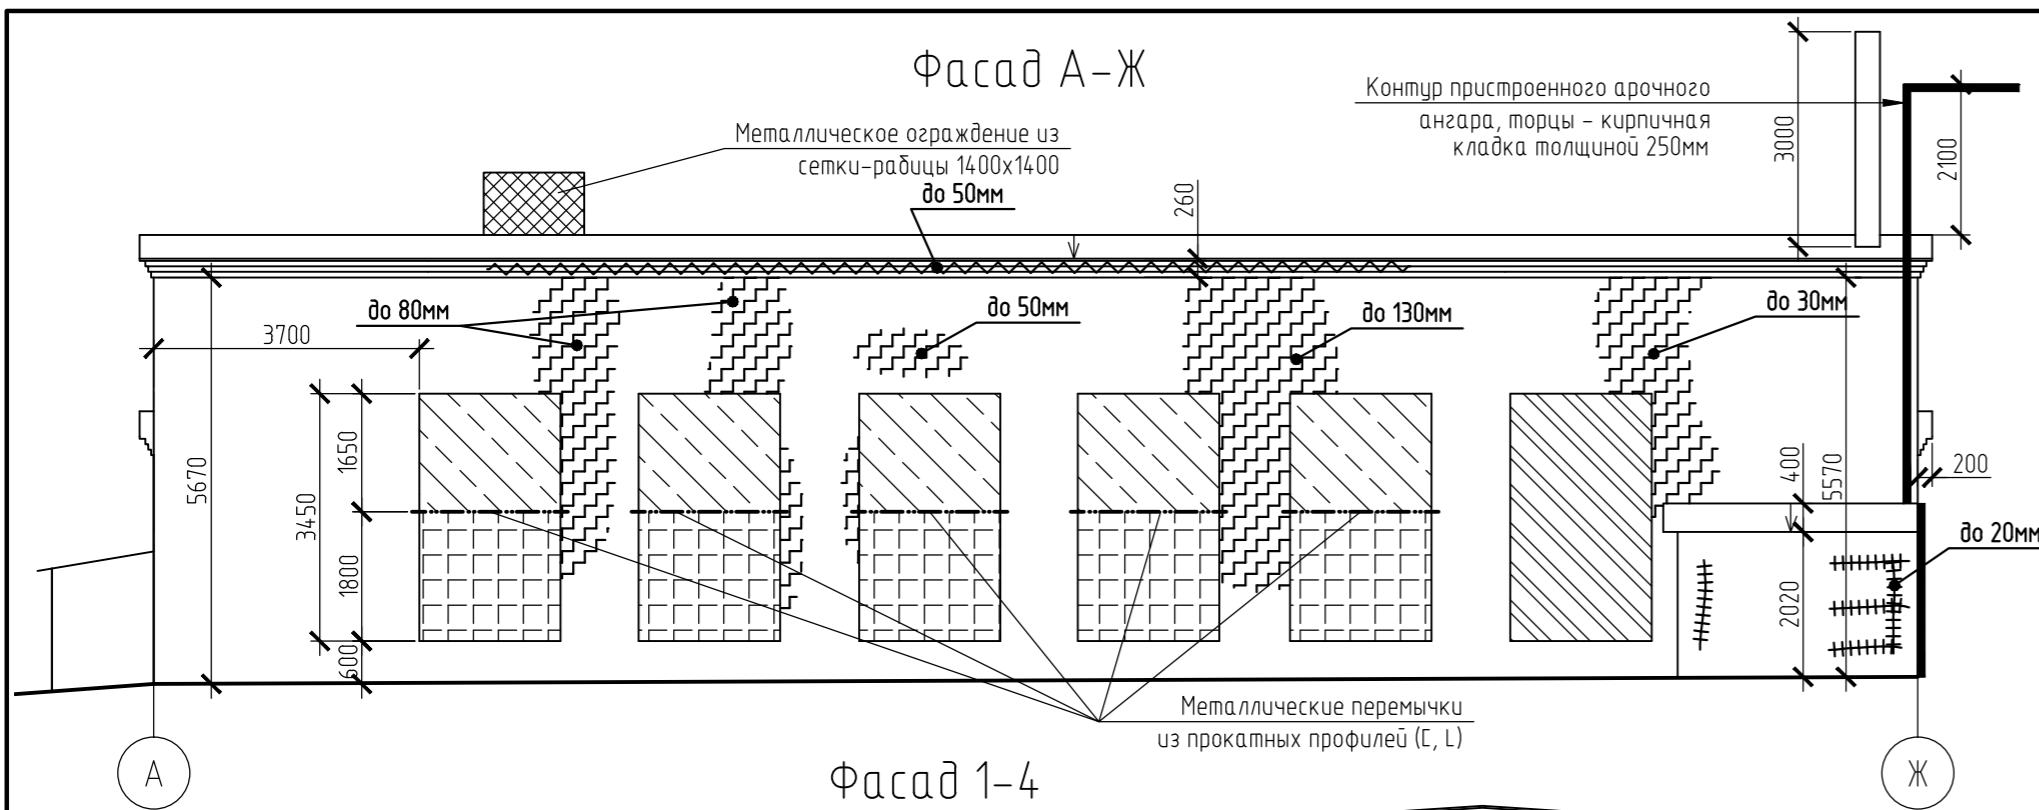 Фасад А-Ж
Контур пристроенного арочного
ангара, торцы - кирпичная
кладка толщиной 250мм
3000
2100
Металлическое ограждение из
сетки-рабицы 1400х1400
до 50мм
260
до 80мм
до 50мм
до 130мм
до 30мм
3700
5670
3450
1650
1800
600
400
5570
200
2020
до 20мм
Металлические перемычки
из прокатных профилей ([, L)
А
Ж
Фасад 1-4